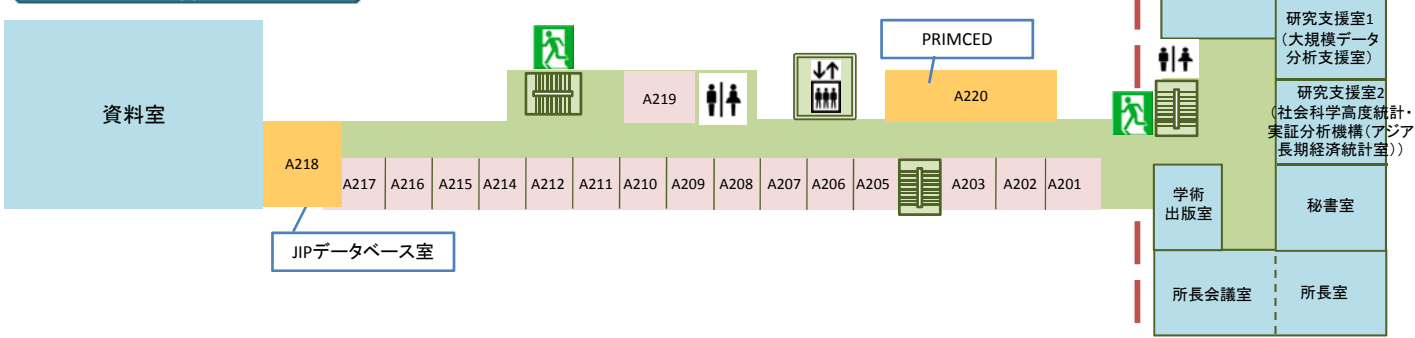 研究支援室1
(大規模データ
分析支援室)
PRIMCED
A219
A220
研究支援室2
(社会科学高度統計・
実証分析機構(アジア
長期経済統計室))
資料室
A218
A217
A216
A215
A214
A212
A211
A210
A209
A208
A207
A206
A205
A203
A202
A201
学術
出版室
秘書室
JIPデータベース室
所長会議室
所長室